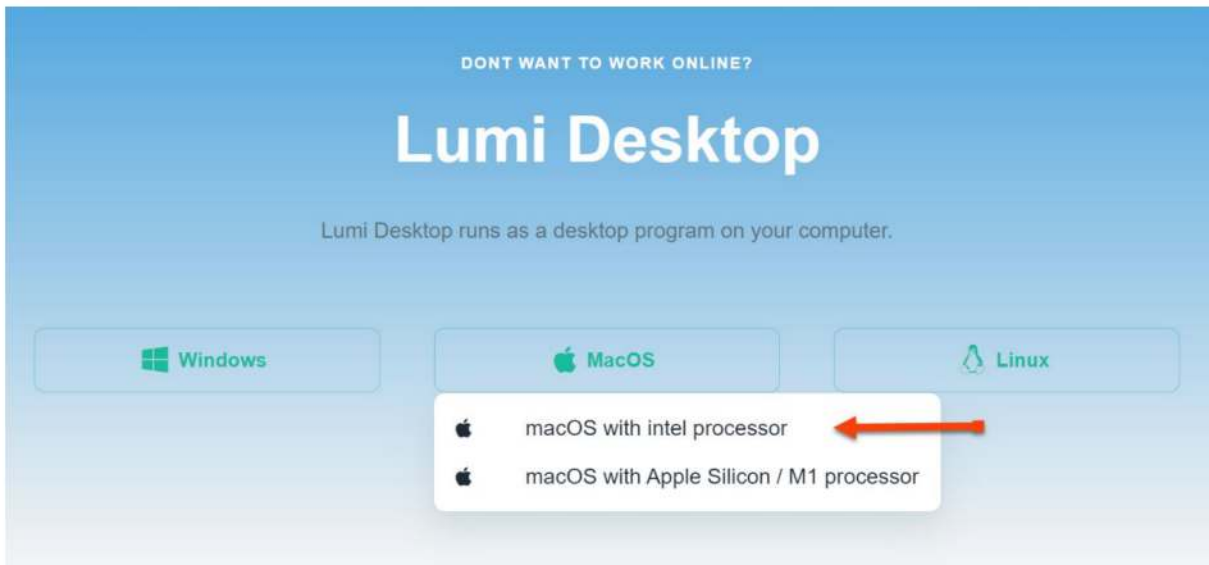 DONT WANT TO WORK ONLINE?
Lumi Desktop
Lumi Desktop runs as a desktop program on your computer.
Windows
MacOS
Linux
macOS with intel processor
macOS with Apple Silicon / M1 processor